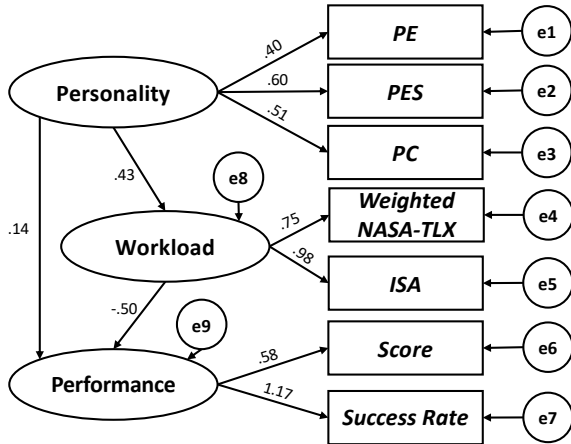 PE
e1
.40
Personality
.60
PES
e2
.51
PC
e3
.43
e8
Weighted
NASA-TLX
e4
.75
.14
Workload
.98
ISA
e5
-.50
e9
.58
Score
e6
Performance
1.17
Success Rate
e7